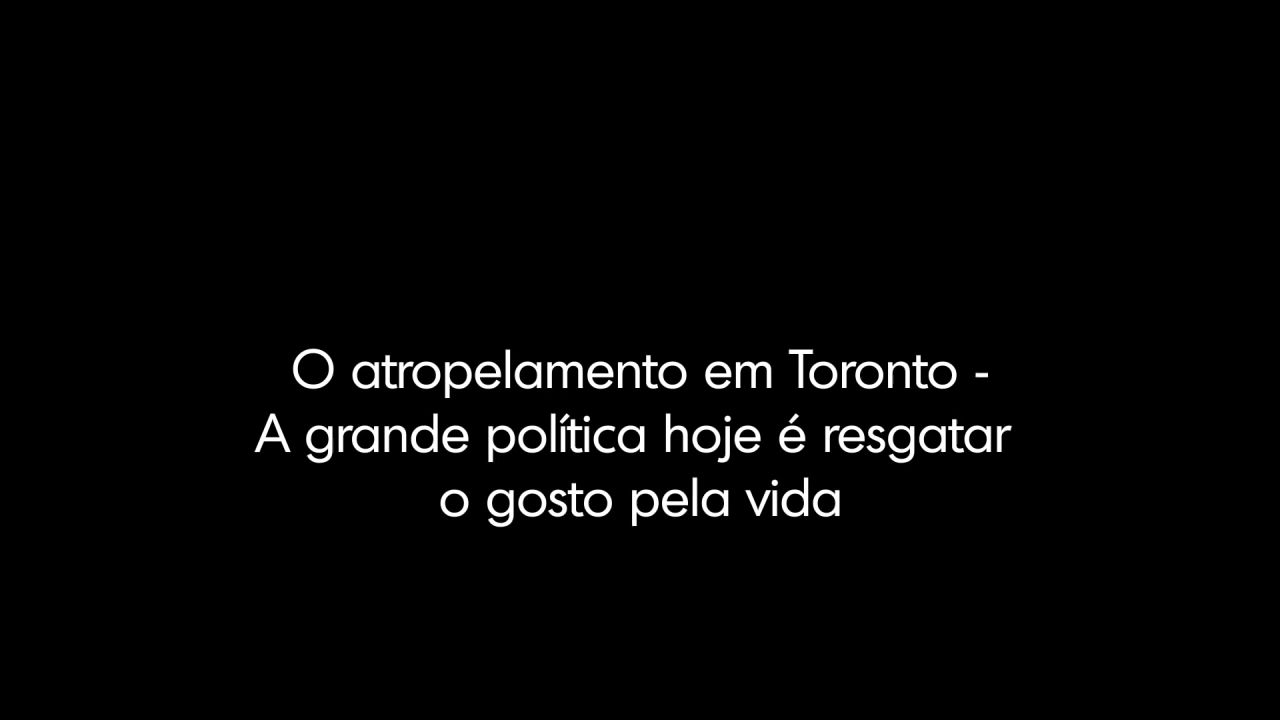 O atropelamento em Toronto -
A grande política hoje é resgatar
o gosto pela vida